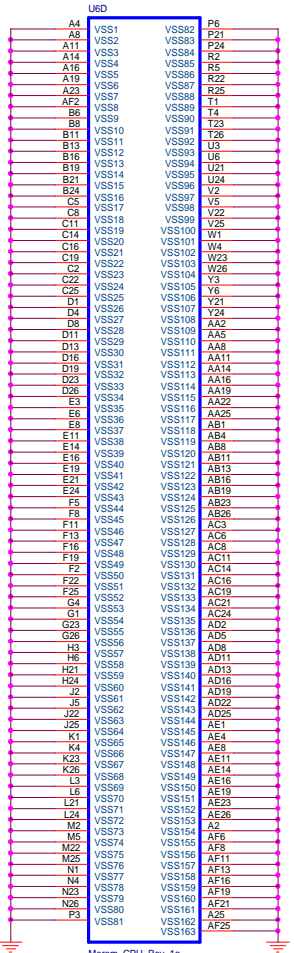 U6D
A4 VSS1 VSS82 P6
A8 VSS2 VSS83 P21
A11 VSS3 VSS84 P24
A14 VSS4 VSS85 R2
A16 VSS5 VSS86 R5
A19 VSS6 VSS87 R22
A23 VSS7 VSS88 R25
AF2 VSS8 VSS89 T1
B6 VSS9 VSS90 T4
B8 VSS10 VSS91 T23
B11 VSS11 VSS92 T26
B13 VSS12 VSS93 U3
B16 VSS13 VSS94 U6
B19 VSS14 VSS95 U21
B21 VSS15 VSS96 U24
B24 VSS16 VSS97 V2
C5 VSS17 VSS98 V5
C8 VSS18 VSS99 V22
C11 VSS19 VSS100 V25
C14 VSS20 VSS101 W1
C16 VSS21 VSS102 W4
C19 VSS22 VSS103 W23
C2 VSS23 VSS104 W26
C22 VSS24 VSS105 Y3
C25 VSS25 VSS106 Y6
D1 VSS26 VSS107 Y21
D4 VSS27 VSS108 Y24
D8 VSS28 VSS109 AA2
D11 VSS29 VSS110 AA5
D13 VSS30 VSS111 AA8
D16 VSS31 VSS112 AA11
D19 VSS32 VSS113 AA14
D23 VSS33 VSS114 AA16
D26 VSS34 VSS115 AA19
E3 VSS35 VSS116 AA22
E6 VSS36 VSS117 AA25
E8 VSS37 VSS118 AB1
E11 VSS38 VSS119 AB4
E14 VSS39 VSS120 AB8
E16 VSS40 VSS121 AB11
E19 VSS41 VSS122 AB13
E21 VSS42 VSS123 AB16
E24 VSS43 VSS124 AB19
F5 VSS44 VSS125 AB23
F8 VSS45 VSS126 AB26
F11 VSS46 VSS127 AC3
F13 VSS47 VSS128 AC6
F16 VSS48 VSS129 AC8
F19 VSS49 VSS130 AC11
F2 VSS50 VSS131 AC14
F22 VSS51 VSS132 AC16
F25 VSS52 VSS133 AC19
G4 VSS53 VSS134 AC21
G1 VSS54 VSS135 AC24
G23 VSS55 VSS136 AD2
G26 VSS56 VSS137 AD5
H3 VSS57 VSS138 AD8
H6 VSS58 VSS139 AD11
H21 VSS59 VSS140 AD13
H24 VSS60 VSS141 AD16
J2 VSS61 VSS142 AD19
J5 VSS62 VSS143 AD22
J22 VSS63 VSS144 AD25
J25 VSS64 VSS145 AE1
K1 VSS65 VSS146 AE4
K4 VSS66 VSS147 AE8
K23 VSS67 VSS148 AE11
K26 VSS68 VSS149 AE14
L3 VSS69 VSS150 AE16
L6 VSS70 VSS151 AE19
L21 VSS71 VSS152 AE23
L24 VSS72 VSS153 AE26
M2 VSS73 VSS154 A2
M5 VSS74 VSS155 AF6
M22 VSS75 VSS156 AF8
M25 VSS76 VSS157 AF11
N1 VSS77 VSS158 AF13
N4 VSS78 VSS159 AF16
N23 VSS79 VSS160 AF19
N26 VSS80 VSS161 AF21
P3 VSS81 VSS162 A25
VSS163 AF25